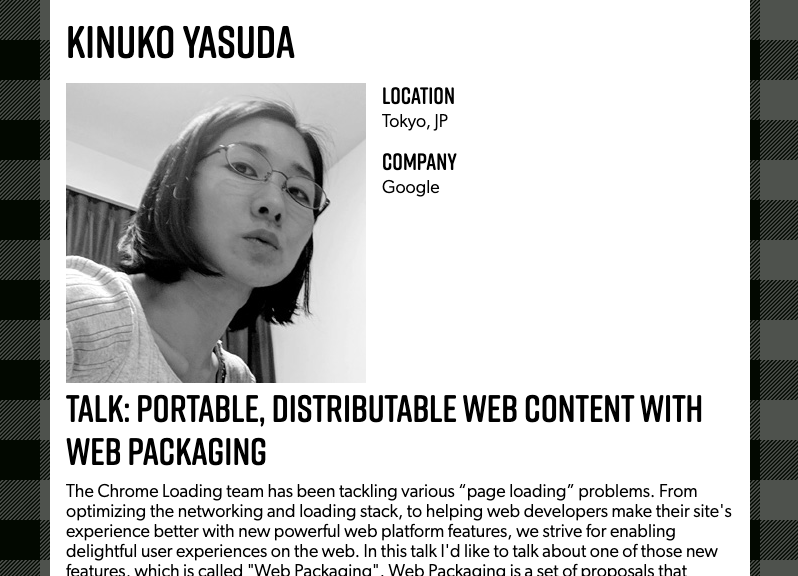 KINUKO YASUDA
LOCATION
Tokyo, JP
COMPANY
Google
TALK: PORTABLE, DISTRIBUTABLE WEB CONTENT WITH
WEB PACKAGING
The Chrome Loading team has been tackling various “page loading” problems. From
optimizing the networking and loading stack, to helping web developers make their site's
experience better with new powerful web platform features, we strive for enabling
delightful user experiences on the web. In this talk I'd like to talk about one of those new
features, which is called "Web Packaging". Web Packaging is a set of proposals that